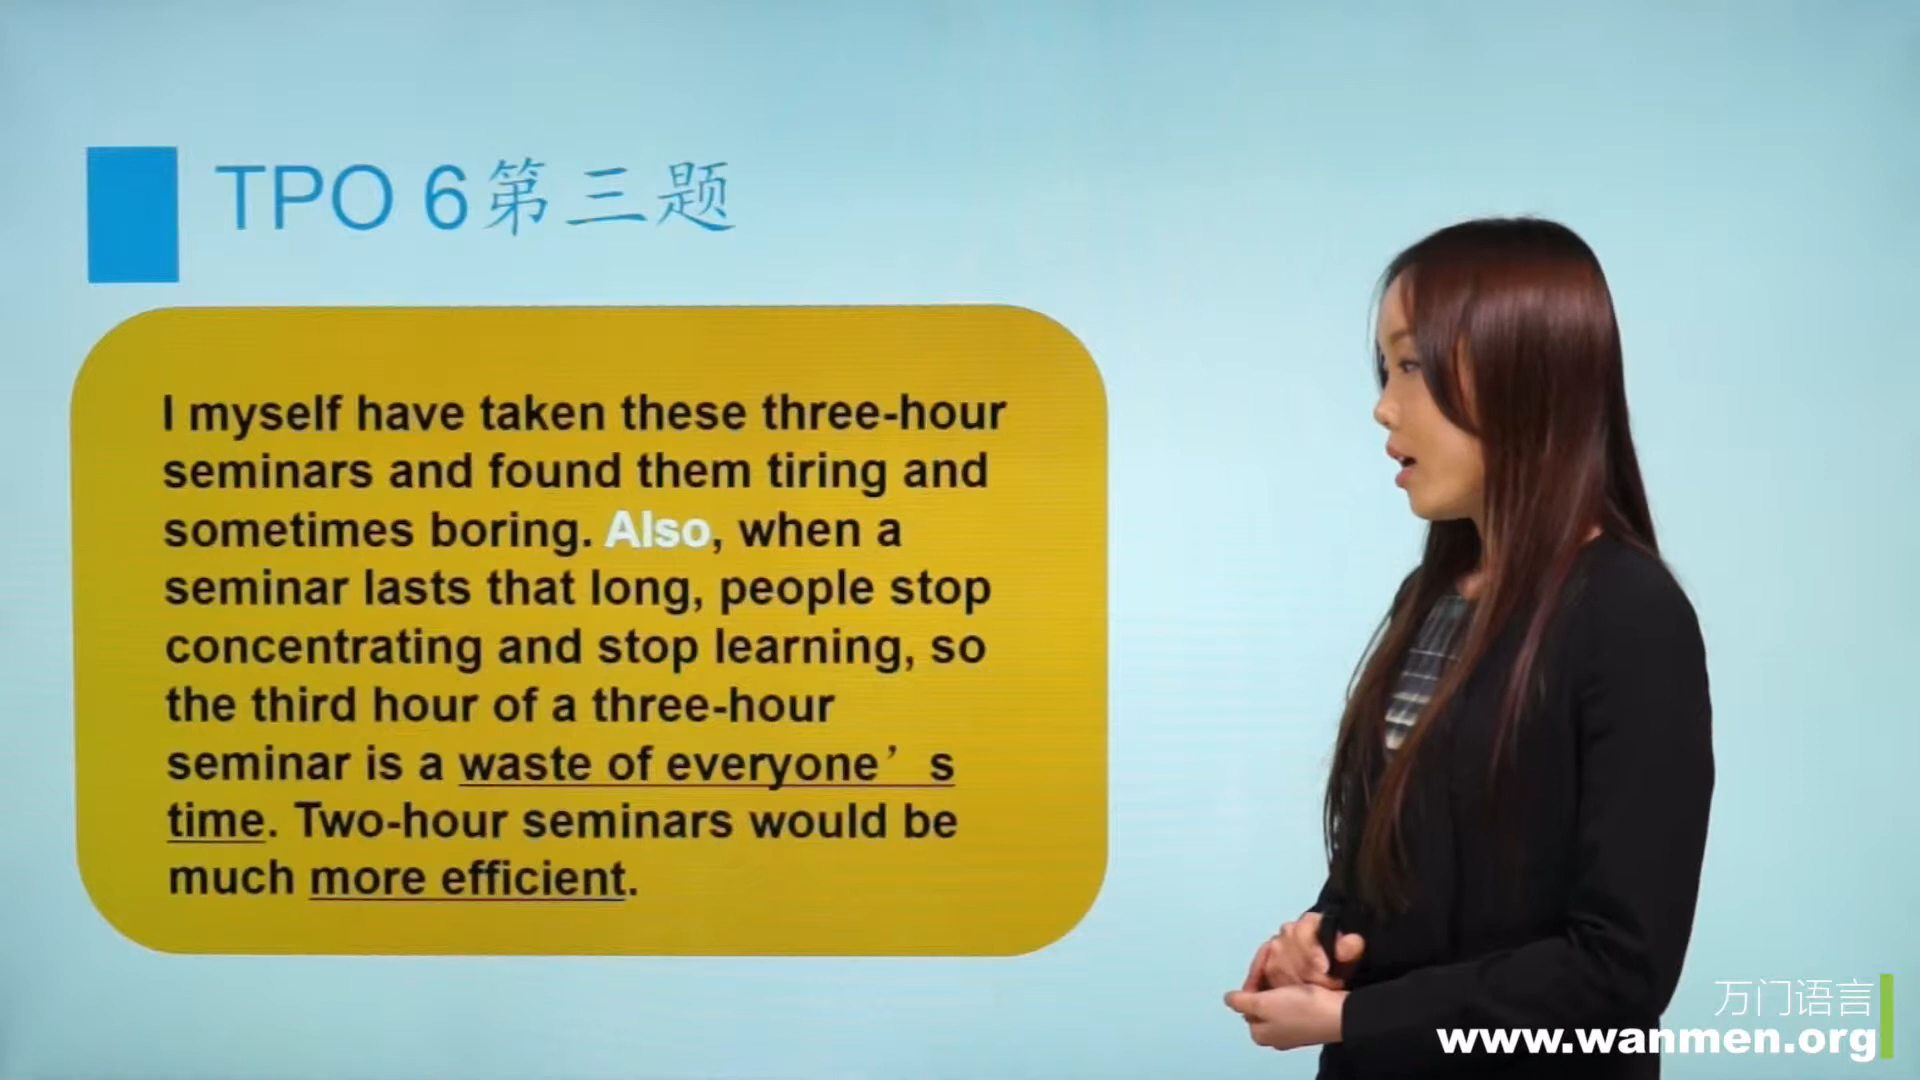 TPO 6第三题
I myself have taken these three-hour
seminars and found them tiring and
sometimes boring. Also, when a
seminar lasts that long, people stop
concentrating and stop learning, so
the third hour of a three-hour
seminar is a waste of everyone’s
time. Two-hour seminars would be
much more efficient.
万门语言
www.wanmen.org